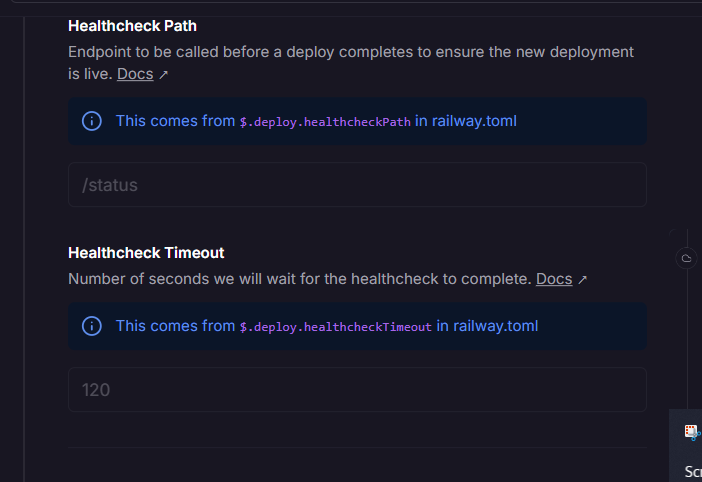 Healthcheck Path
Endpoint to be called before a deploy completes to ensure the new deployment
is live. Docs ↗
This comes from $.deploy.healthcheckPath in railway.toml
/status
Healthcheck Timeout
Number of seconds we will wait for the healthcheck to complete. Docs ↗
This comes from $.deploy.healthcheckTimeout in railway.toml
120